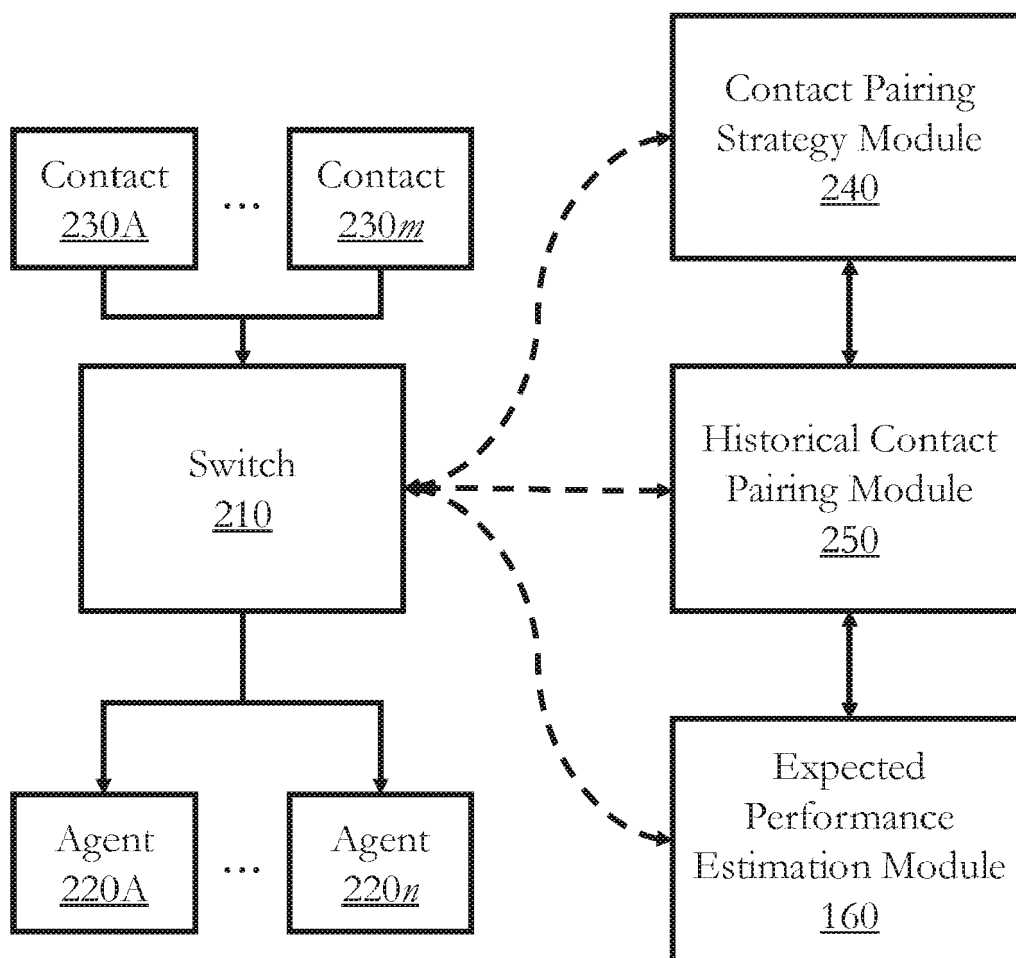 Contact
230A
...
Contact
230m
Switch
210
Agent
220A
...
Agent
220n
Contact Pairing
Strategy Module
240
Historical Contact
Pairing Module
250
Expected
Performance
Estimation Module
160